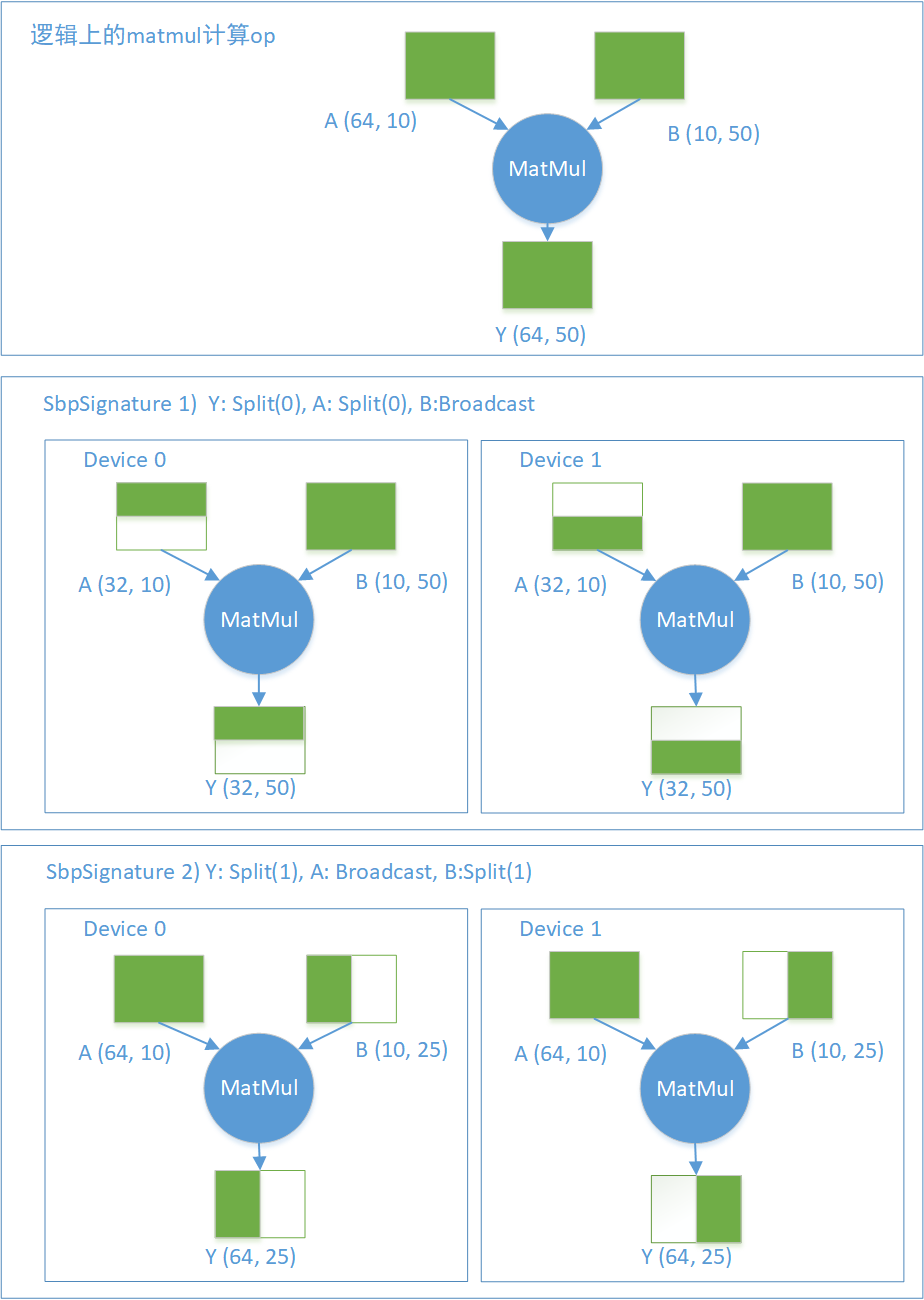 逻辑上的matmul计算op
A (64, 10)
B (10, 50)
MatMul
Y (64, 50)
SbpSignature 1) Y: Split(0), A: Split(0), B:Broadcast
Device 0
A (32, 10)
B (10, 50)
MatMul
Y (32, 50)
Device 1
A (32, 10)
B (10, 50)
MatMul
Y (32, 50)
SbpSignature 2) Y: Split(1), A: Broadcast, B:Split(1)
Device 0
A (64, 10)
B (10, 25)
MatMul
Y (64, 25)
Device 1
A (64, 10)
B (10, 25)
MatMul
Y (64, 25)